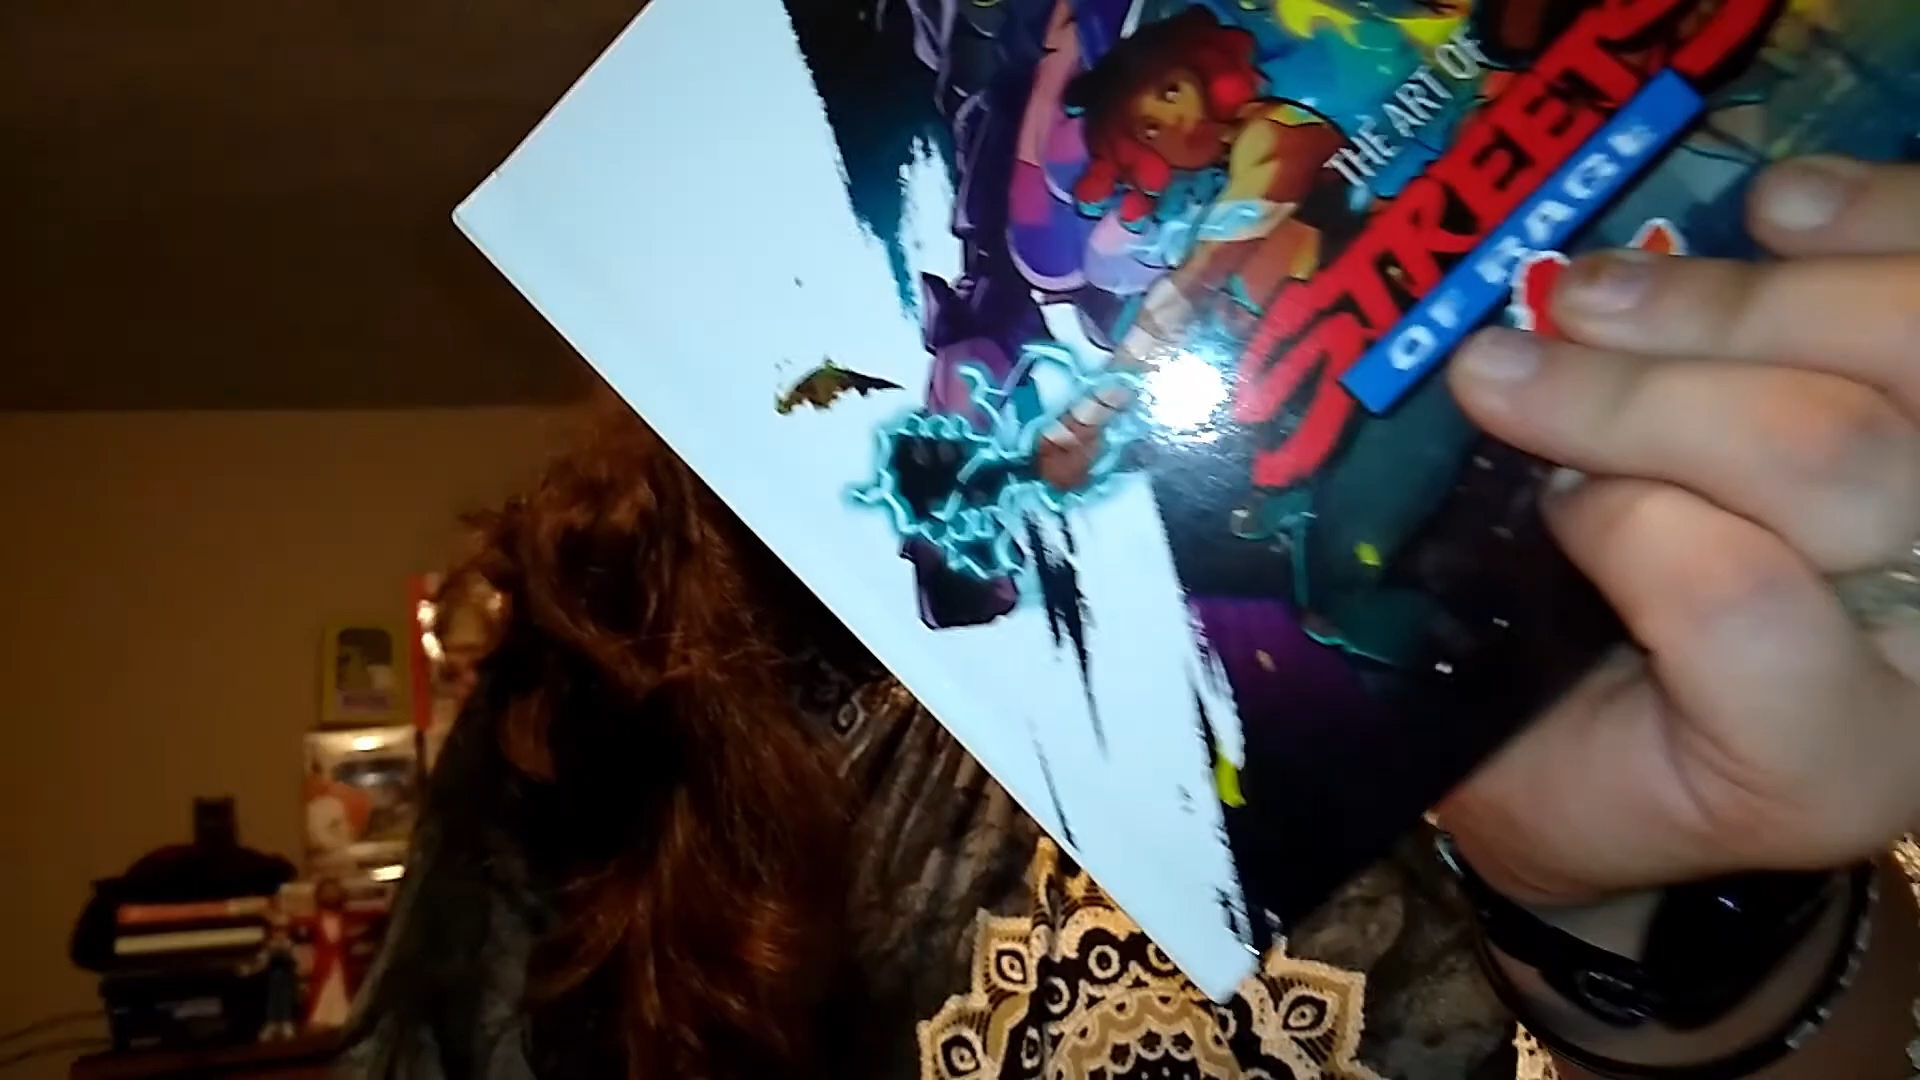 THE ART OF
STREETS
OF RAGE